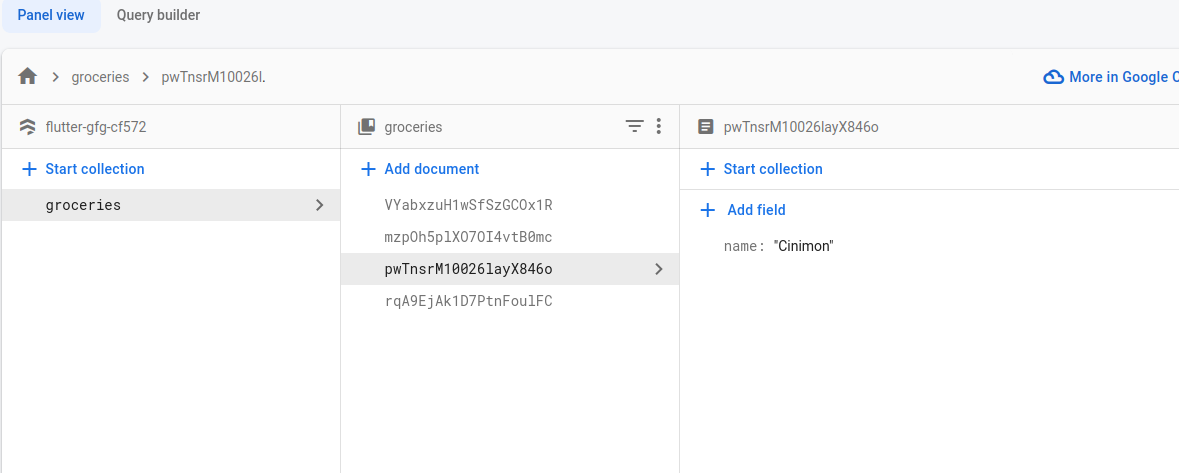 Panel view Query builder
groceries pwTnsrM10026l.
More in Google C
flutter-gfg-cf572
Start collection
groceries
groceries
Add document
VYabxzuH1wSfSzGCOx1R
mzpOh5plXO7OI4vtB0mc
pwTnsrM10026layX846o
rqA9EjAk1D7PtnFoulFC
pwTnsrM10026layX846o
Start collection
Add field
name: "Cinimon"